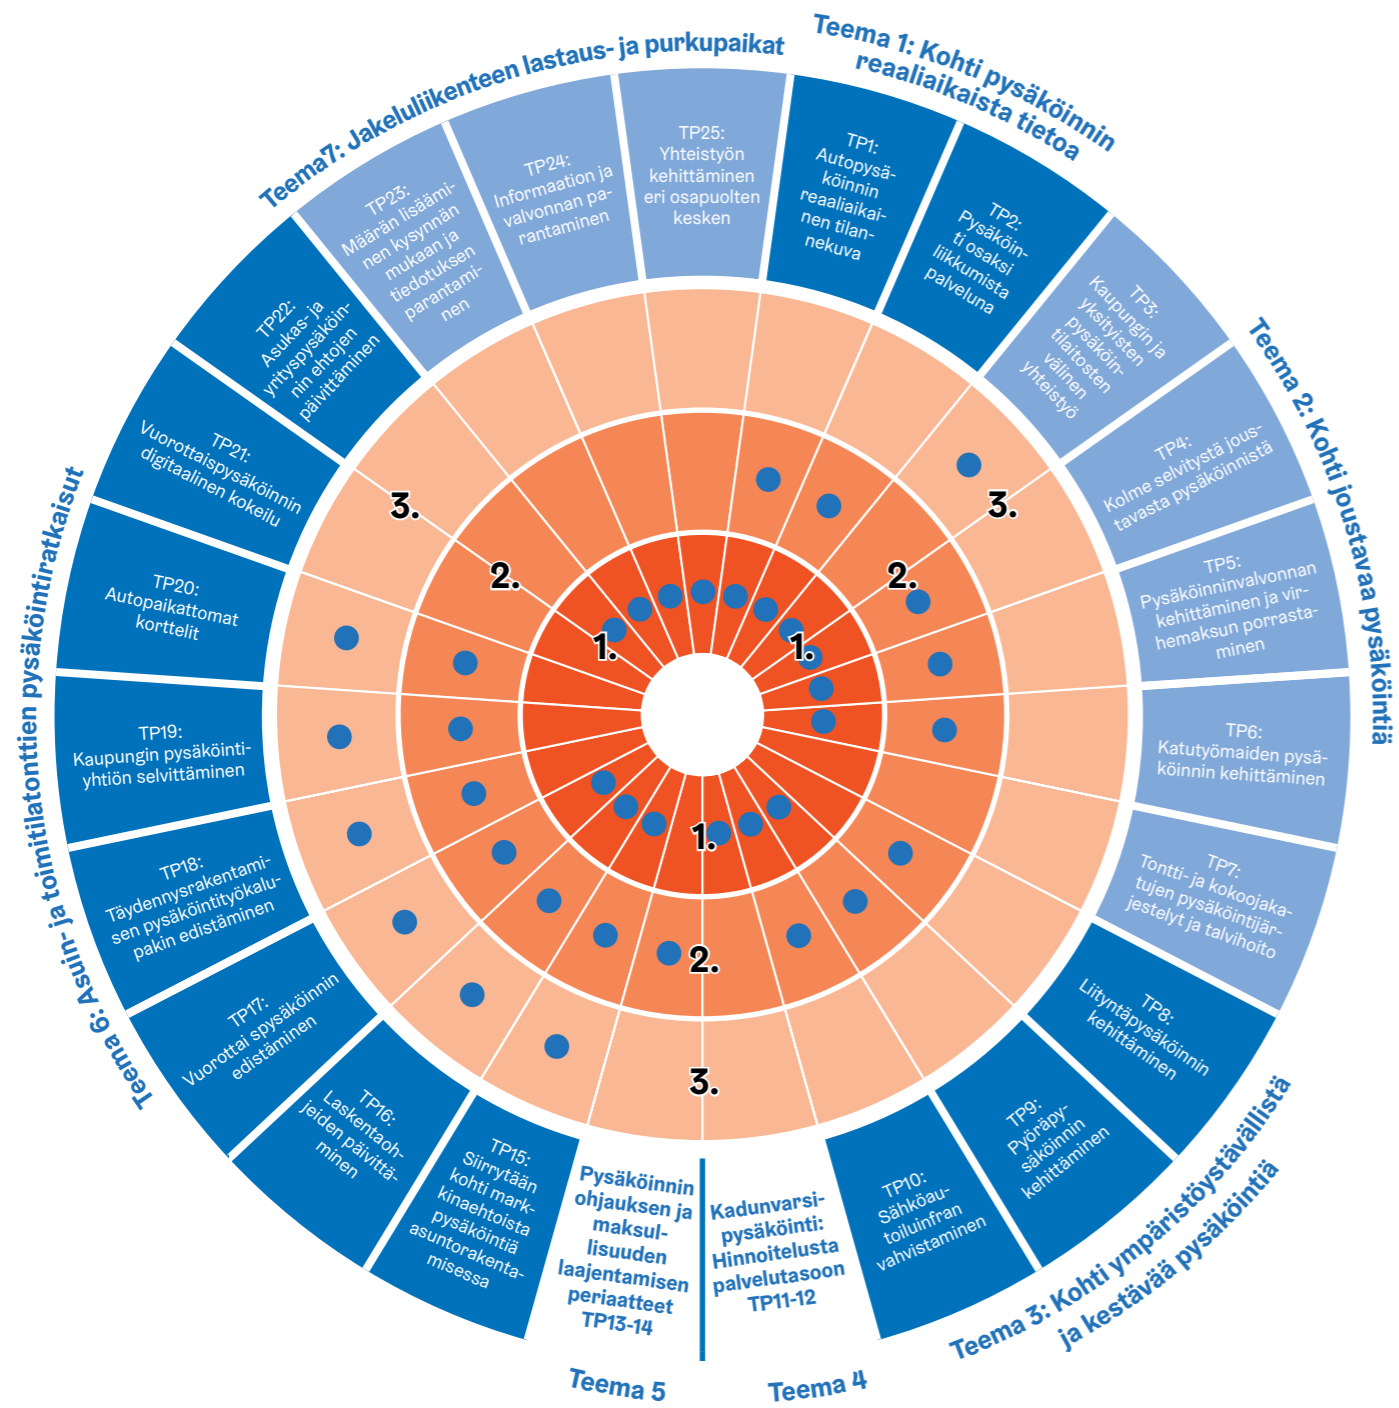 Teema 1: Kohti pysäköinnin
reaaliaikaista tietoa
TP1:
Autopysä-
köinnin
reaaliaikai-
nen tilan-
nekuva
TP2:
Pysäköin-
ti osaksi
liikkumista
palveluna
Teema 2: Kohti joustavaa pysäköintiä
TP3:
Kaupungin ja
yksityisten
pysäköin-
tilaitosten
välinen
yhteistyö
TP4:
Kolme selvitystä jous-
tavasta pysäköinnistä
TP5:
Pysäköinninvalvonnan
kehittäminen ja vir-
hemaksun porrasta-
minen
TP6:
Katutyömaiden pysä-
köinnin kehittäminen
TP7:
Tontti- ja kokoojaka-
tujen pysäköintijär-
jestelyt ja talvihoito
Teema 3: Kohti ympäristöystävällistä
ja kestävää pysäköintiä
TP8:
Liityntäpysäköinnin
kehittäminen
TP9:
Pyöräpy-
säköinnin
kehittäminen
TP10:
Sähköau-
toiluinfran
vahvistaminen
Teema 4
Kadunvarsi-
pysäköinti:
Hinnoitelusta
palvelutasoon
TP11-12
Teema 5
Pysäköinnin
ohjauksen ja
maksul-
lisuuden
laajentamisen
periaatteet
TP13-14
Teema 6: Asuin- ja toimitilatonttien pysäköintiratkaisut
TP15:
Siirrytään
kohti mark-
kinaehtoista
pysäköintiä
asuntorakenta-
misessa
TP16:
Laskentaoh-
jeiden päivittä-
minen
TP17:
Vuorottai spysäköinnin
edistäminen
TP18:
Täydennysrakentami-
sen pysäköintityökalu-
pakin edistäminen
TP19:
Kaupungin pysäköinti-
yhtiön selvittäminen
TP20:
Autopaikattomat
korttelit
TP21:
Vuorottaispysäköinnin
digitaalinen kokeilu
TP22:
Asukas- ja
yrityspysäköin-
nin ehtojen
päivittäminen
Teema7: Jakeluliikenteen lastaus- ja purkupaikat
TP23:
Määrän lisäämi-
nen kysynnän
mukaan ja
tiedotuksen
parantami-
nen
TP24:
Informaation ja
valvonnan pa-
rantaminen
TP25:
Yhteistyön
kehittäminen
eri osapuolten
kesken
3.
2.
1.
3.
2.
1.
1.
2.
3.